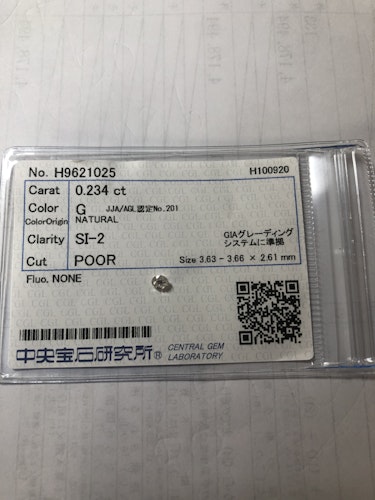 No. H9621025 H100920
Carat 0.234 ct
Color G JJA/AGL認定No.201
ColorOrigin NATURAL
Clarity SI-2 GIAグレーディング
システムに準拠
Cut POOR Size 3.63 - 3.66 × 2.61 mm
Fluo. NONE
中央宝石研究所® CENTRAL GEM
LABORATORY